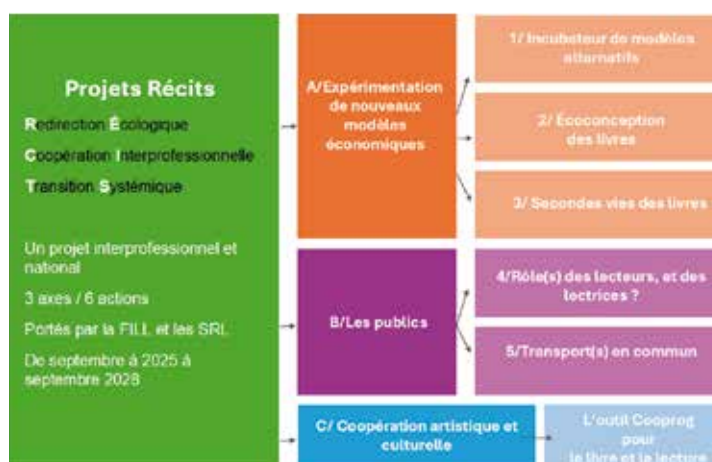 Projets Récits
Redirection Écologique
Coopération Interprofessionnelle
Transition Systémique
Un projet interprofessionnel et
national
3 axes / 6 actions
Portés par la FILL et les SRL
De septembre à 2025 à
septembre 2028
A/Expérimentation
de nouveaux
modèles
économiques
1/ Incubateur de modèles
alternatifs
2/ Écoconception
des livres
3/ Secondes vies des livres
B/Les publics
4/Rôle(s) des lecteurs, et des
lectrices ?
5/Transport(s) en commun
C/ Coopération artistique et
culturelle
L'outil Cooprog
pour
le livre et la lecture